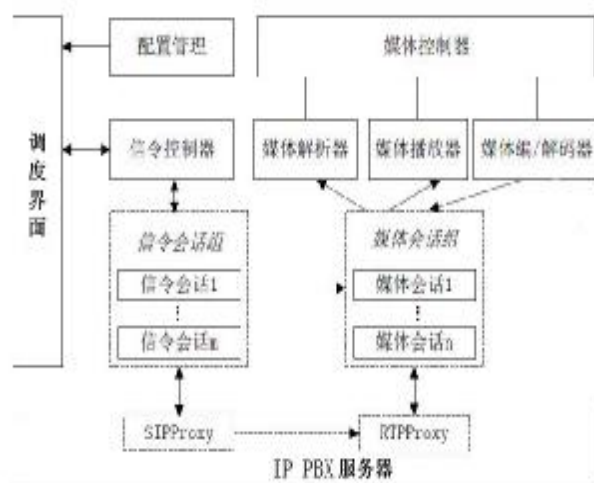 配置管理
媒体控制器
调度界面
信令控制器
媒体解析器
媒体播放器
媒体编/解码器
信令会话组
媒体会话组
信令会话1
媒体会话1
信令会话m
媒体会话n
SIPProxy
RTPProxy
IP PBX服务器